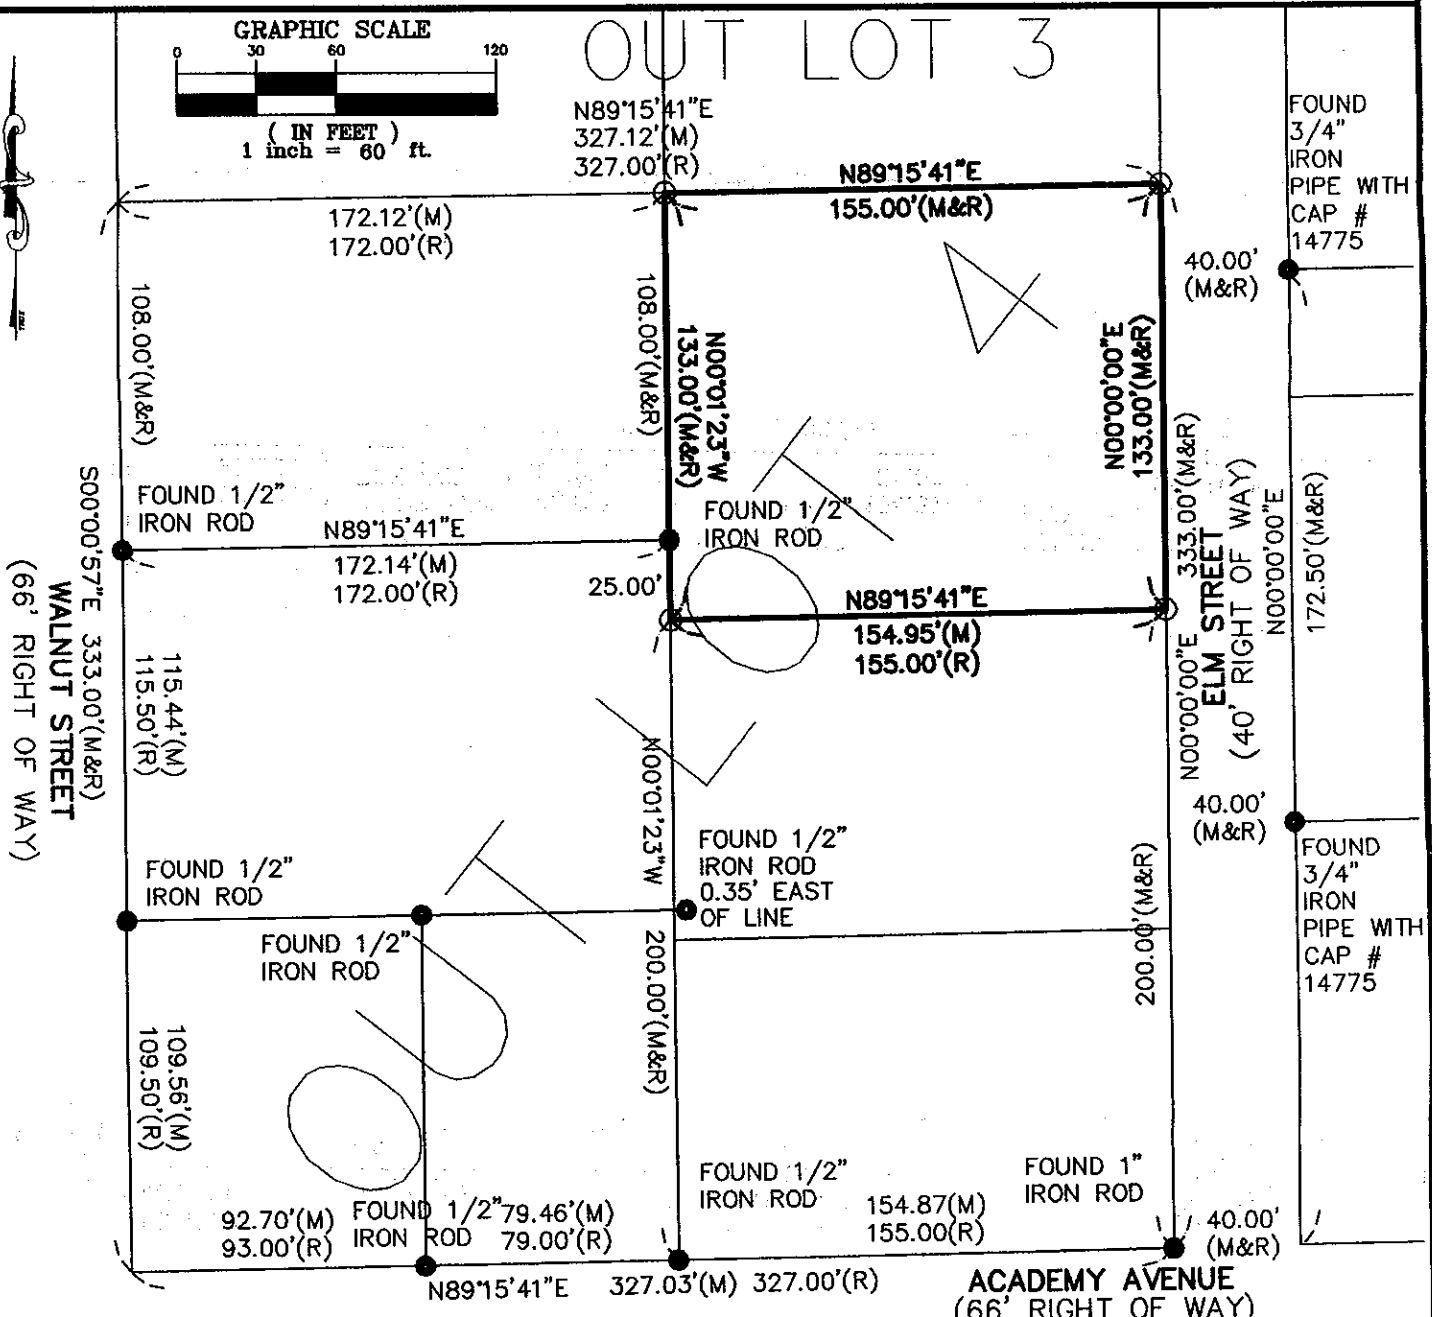 GRAPHIC SCALE
0 30 60 120
( IN FEET )
1 inch = 60 ft.
OUT LOT 3
N89°15'41"E
327.12'(M)
327.00'(R)
N89°15'41"E
155.00'(M&R)
172.12'(M)
172.00'(R)
FOUND
3/4"
IRON
PIPE WITH
CAP #
14775
40.00'
(M&R)
108.00'(M&R)
108.00'(M&R)
N00°01'23"W
133.00'(M&R)
N00°00'00"E
133.00'(M&R)
OUT LOT 4
FOUND 1/2"
IRON ROD
N89°15'41"E
172.14'(M)
172.00'(R)
FOUND 1/2"
IRON ROD
25.00'
N89°15'41"E
154.95'(M)
155.00'(R)
N00°00'00"E 333.00'(M&R)
ELM STREET
(40' RIGHT OF WAY)
N00°00'00"E
172.50'(M&R)
S00°00'57"E 333.00'(M&R)
WALNUT STREET
(66' RIGHT OF WAY)
115.44'(M)
115.50'(R)
N00°01'23"W
200.00'(M&R)
FOUND 1/2"
IRON ROD
0.35' EAST
OF LINE
40.00'
(M&R)
FOUND
3/4"
IRON
PIPE WITH
CAP #
14775
200.00'(M&R)
FOUND 1/2"
IRON ROD
FOUND 1/2"
IRON ROD
109.56'(M)
109.50'(R)
92.70'(M)
93.00'(R)
FOUND 1/2"
IRON ROD
79.46'(M)
79.00'(R)
FOUND 1/2"
IRON ROD
154.87(M)
155.00(R)
FOUND 1"
IRON ROD
40.00'
(M&R)
N89°15'41"E 327.03'(M) 327.00'(R)
ACADEMY AVENUE
(66' RIGHT OF WAY)